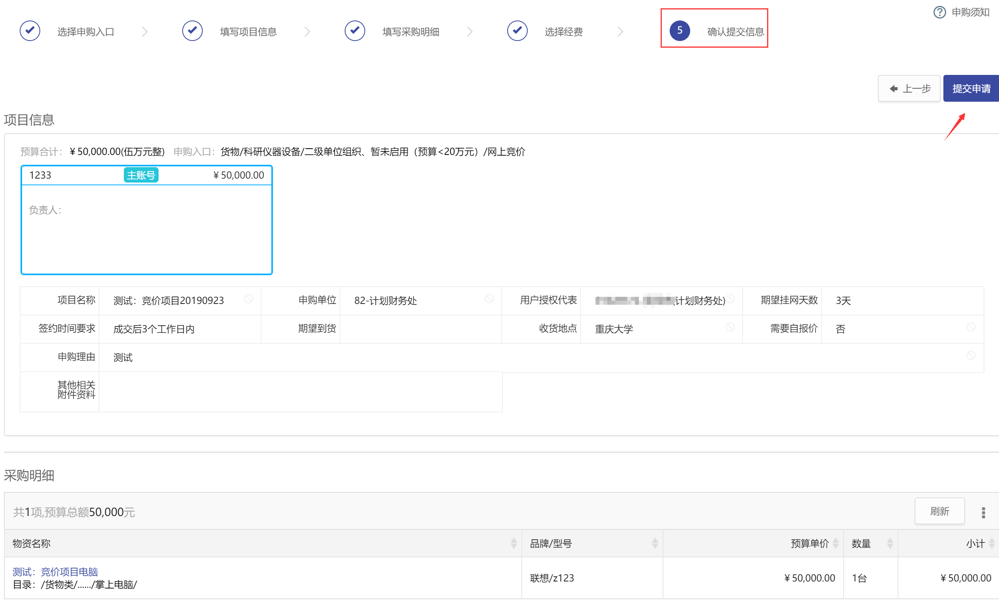 申购须知
选择申购入口
填写项目信息
填写采购明细
选择经费
5 确认提交信息
上一步
提交申请
项目信息
预算合计： ¥ 50,000.00(伍万元整) 申购入口： 货物/科研仪器设备/二级单位组织、暂未启用（预算<20万元）/网上竞价
1233 主账号 ¥ 50,000.00
负责人：
项目名称 测试：竞价项目20190923 申购单位 82-计划财务处 用户授权代表 (计划财务处) 期望挂网天数 3天
签约时间要求 成交后3个工作日内 期望到货 收货地点 重庆大学 需要自报价 否
申购理由 测试
其他相关
附件资料
采购明细
共1项,预算总额50,000元
刷新
物资名称 品牌/型号 预算单价 数量 小计
测试：竞价项目电脑
目录：/货物类/....../掌上电脑/
联想/z123 ¥ 50,000.00 1台 ¥ 50,000.00